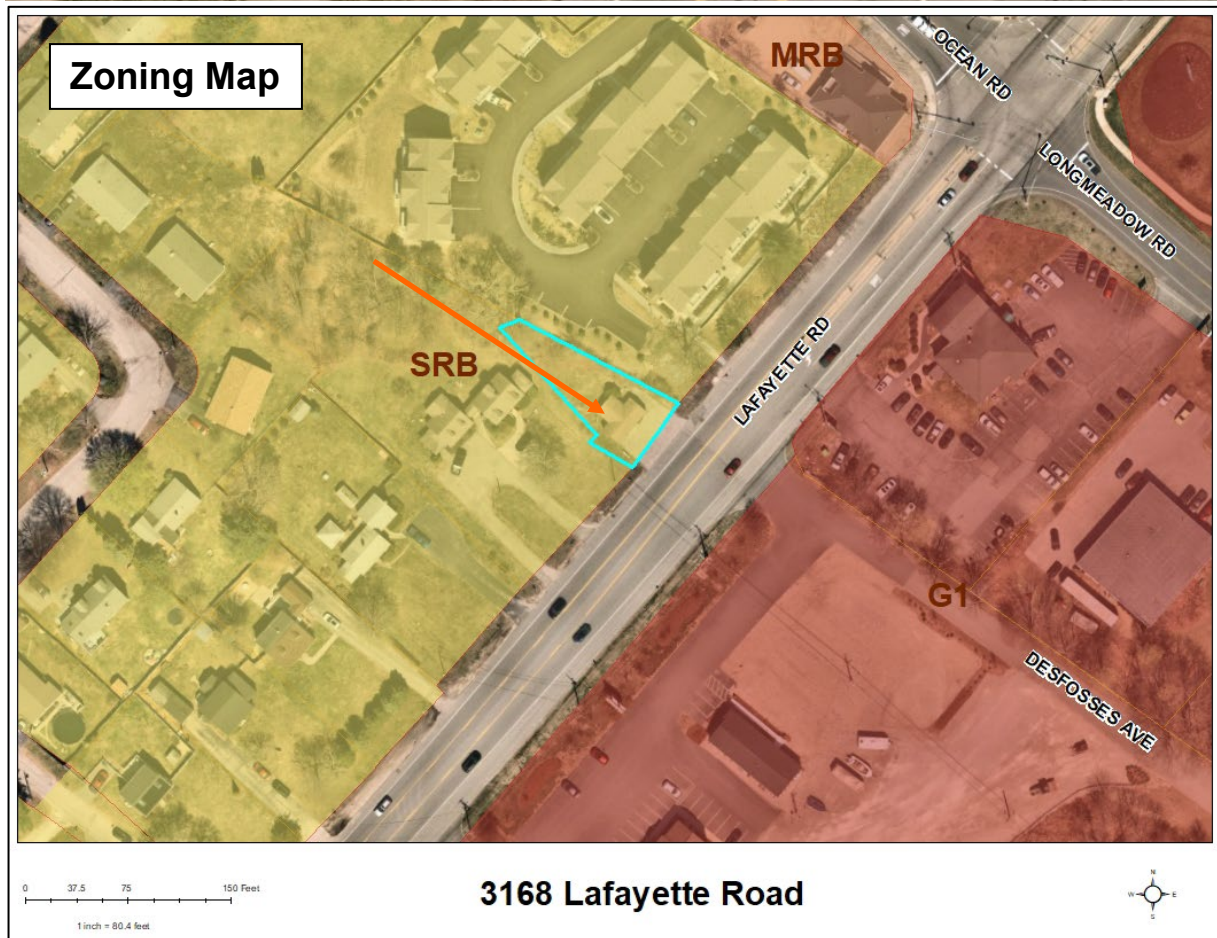 Zoning Map
MRB
OCEAN RD
LONGMEADOW RD
LAFAYETTE RD
SRB
G1
DESFOSSES AVE
0 37.5 75 150 Feet
1 inch = 80.4 feet
3168 Lafayette Road
N
W E
S